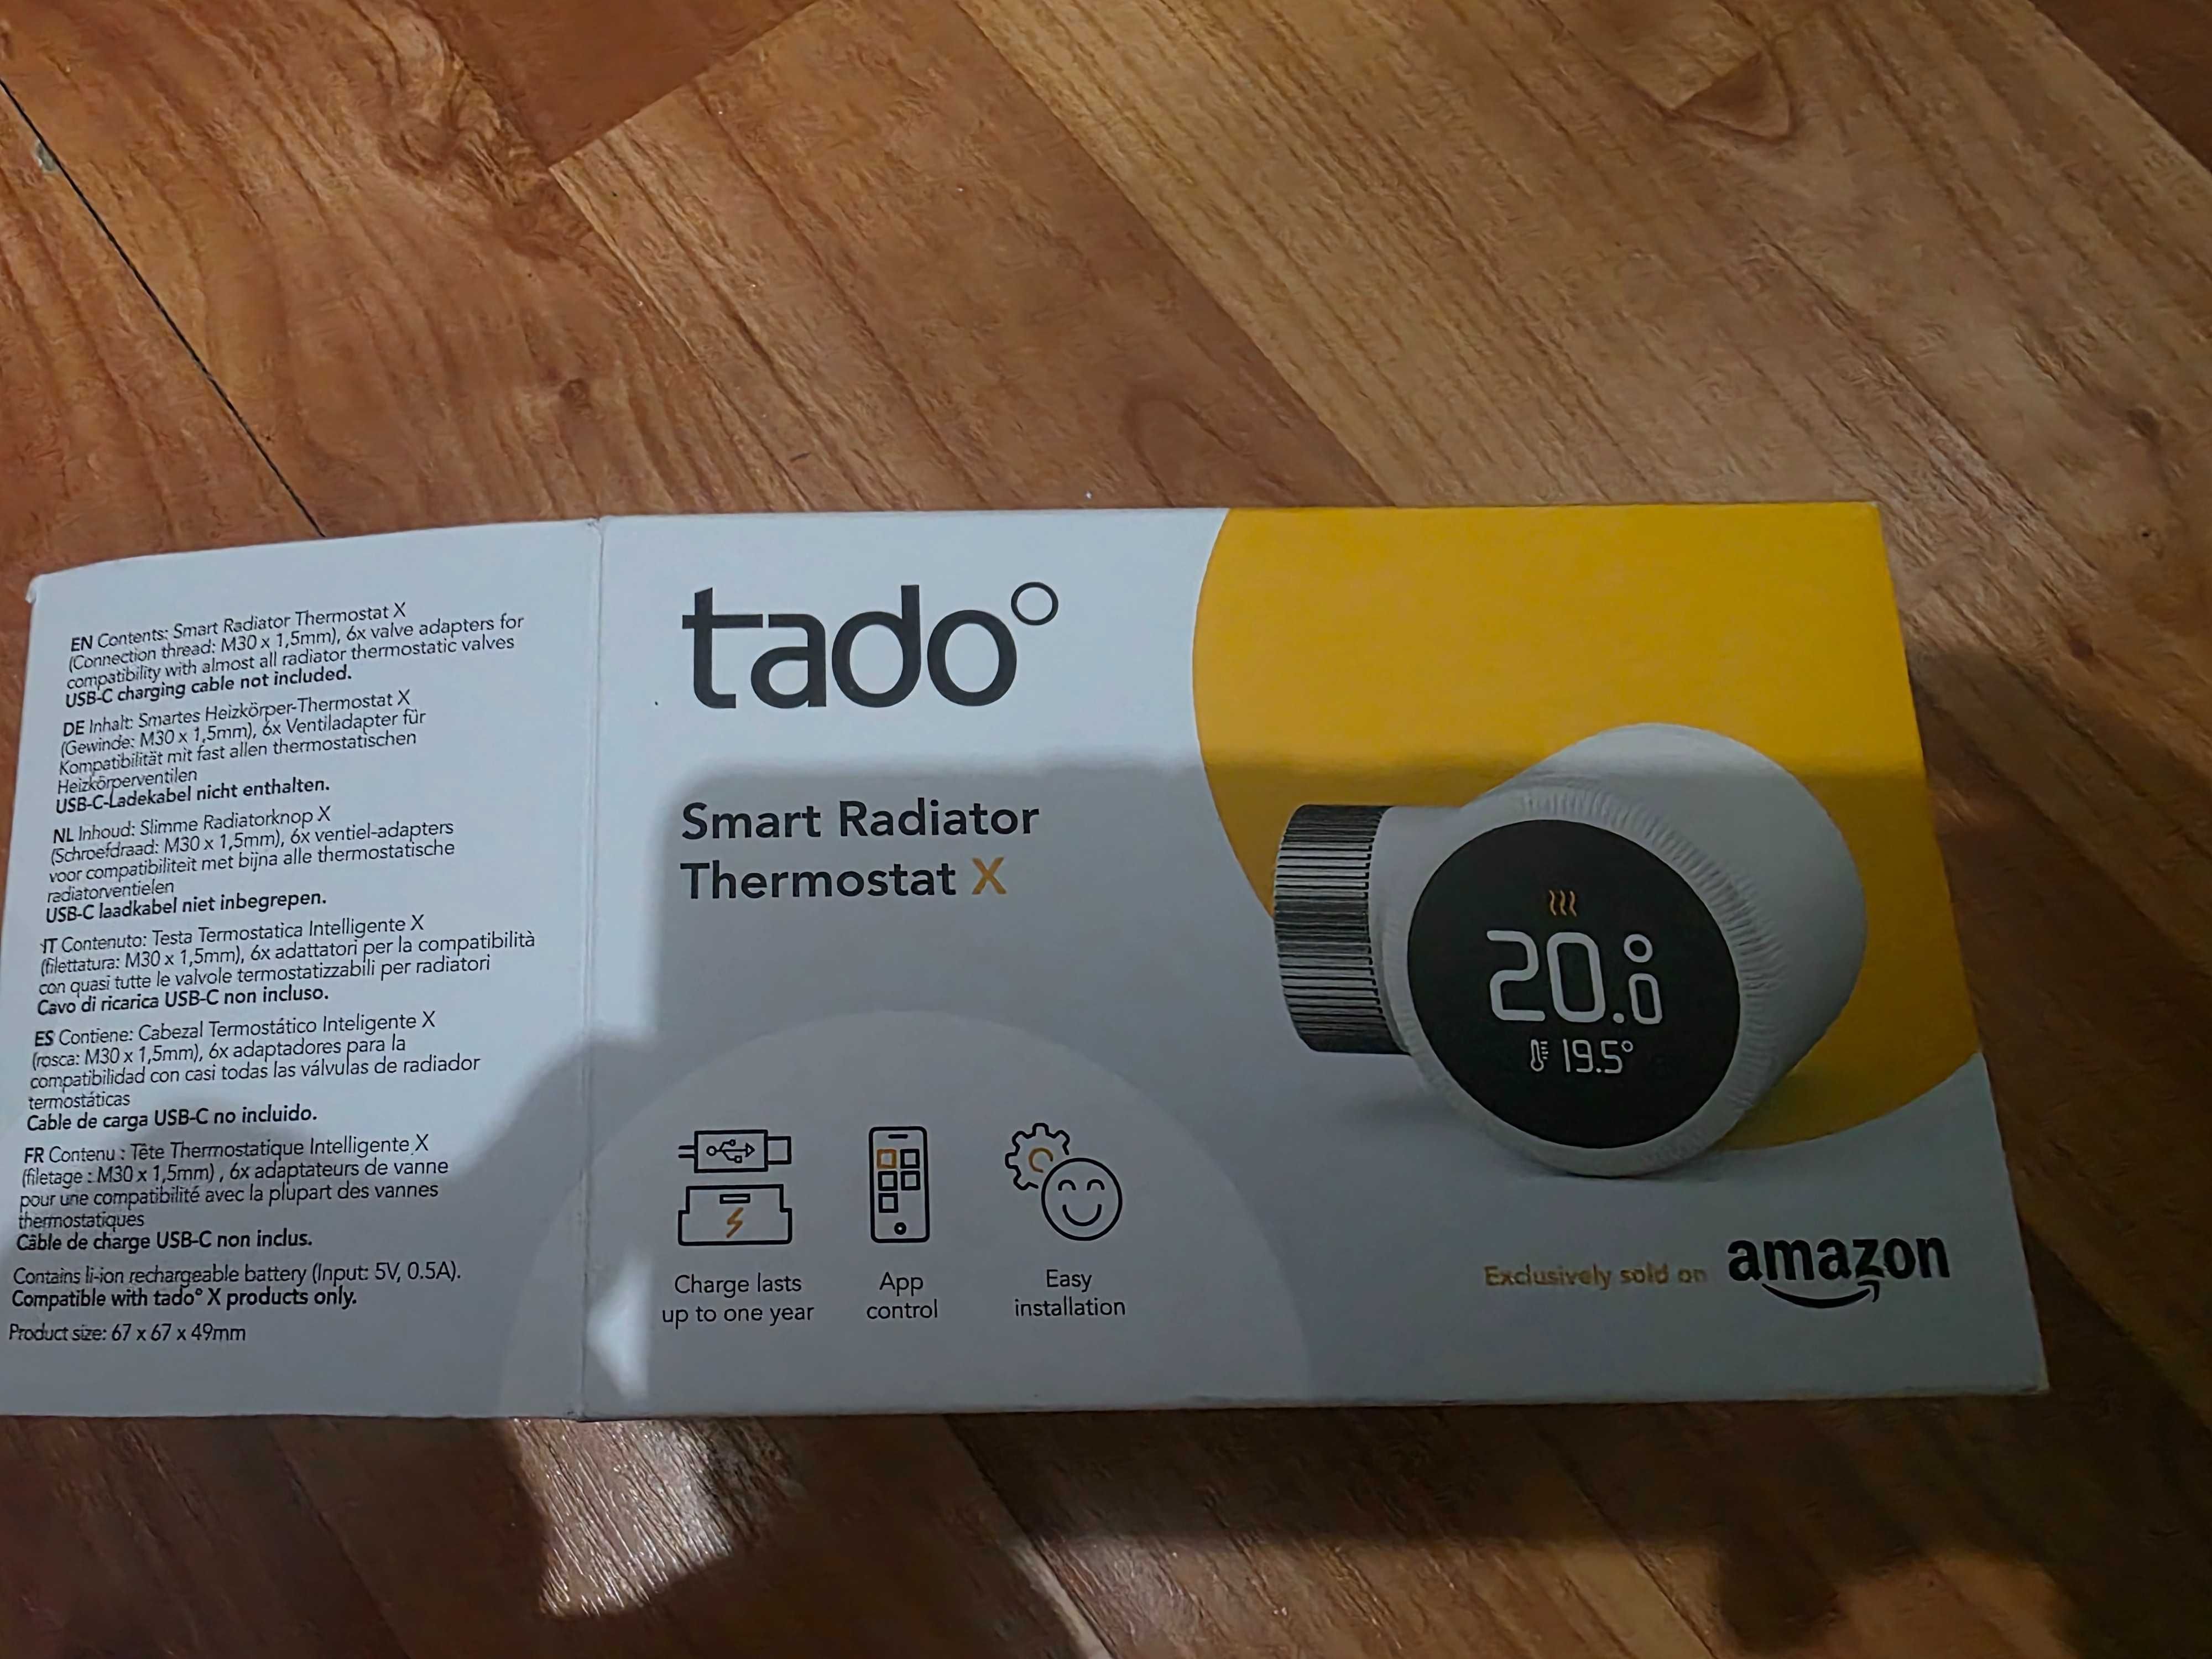 EN Contents: Smart Radiator Thermostat X
(Connection thread: M30 x 1,5mm), 6x valve adapters for
compatibility with almost all radiator thermostatic valves
USB-C charging cable not included.
DE Inhalt: Smartes Heizkörper-Thermostat X
(Gewinde: M30 x 1,5mm), 6x Ventiladapter für
Kompatibilität mit fast allen thermostatischen
Heizkörperventilen
USB-C-Ladekabel nicht enthalten.
NL Inhoud: Slimme Radiatorknop X
(Schroefdraad: M30 x 1,5mm), 6x ventiel-adapters
voor compatibiliteit met bijna alle thermostatische
radiatorventielen
USB-C laadkabel niet inbegrepen.
IT Contenuto: Testa Termostatica Intelligente X
(filettatura: M30 x 1,5mm), 6x adattatori per la compatibilità
con quasi tutte le valvole termostatizzabili per radiatori
Cavo di ricarica USB-C non incluso.
ES Contiene: Cabezal Termostático Inteligente X
(rosca: M30 x 1,5mm), 6x adaptadores para la
compatibilidad con casi todas las válvulas de radiador
termostáticas
Cable de carga USB-C no incluido.
FR Contenu : Tête Thermostatique Intelligente X
(filetage : M30 x 1,5mm) , 6x adaptateurs de vanne
pour une compatibilité avec la plupart des vannes
thermostatiques
Câble de charge USB-C non inclus.
Contains li-ion rechargeable battery (Input: 5V, 0.5A).
Compatible with tado° X products only.
Product size: 67 x 67 x 49mm
tado°
Smart Radiator
Thermostat X
20.0°
19.5°
Charge lasts
up to one year
App
control
Easy
installation
Exclusively sold on amazon